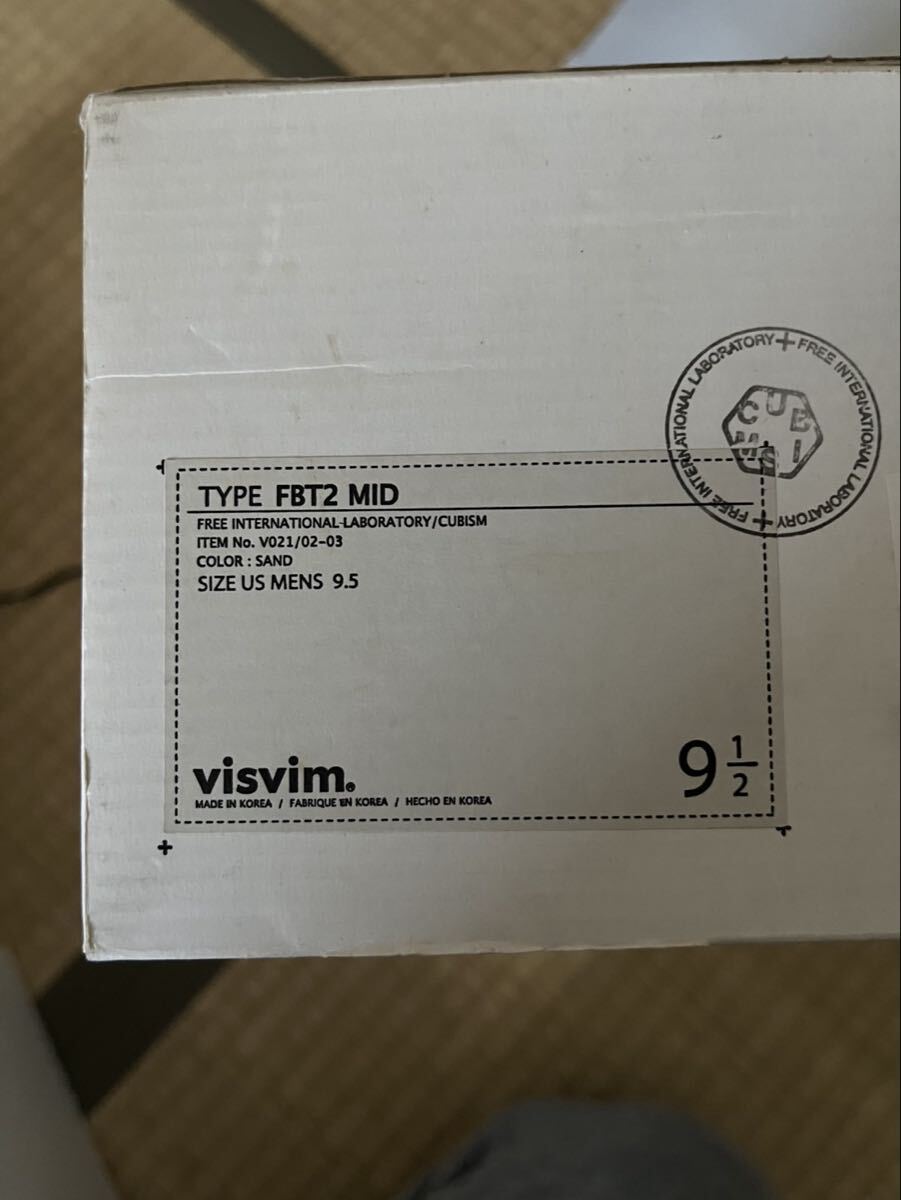 FREE INTERNATIONAL LABORATORY + FREE INTERNATIONAL LABORATORY +
CUB
ISM
TYPE FBT2 MID
FREE INTERNATIONAL-LABORATORY/CUBISM
ITEM No. V021/02-03
COLOR : SAND
SIZE US MENS 9.5
visvim®
9 1/2
MADE IN KOREA / FABRIQUE EN KOREA / HECHO EN KOREA